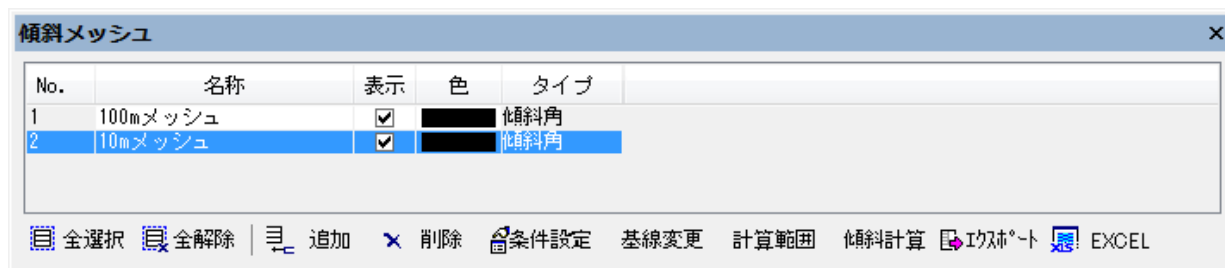 傾斜メッシュ
No. 名称 表示 色 タイプ
1 100mメッシュ 傾斜角
2 10mメッシュ 傾斜角
全選択 全解除 追加 削除 条件設定 基線変更 計算範囲 傾斜計算 ｴｸｽﾎﾟｰﾄ EXCEL